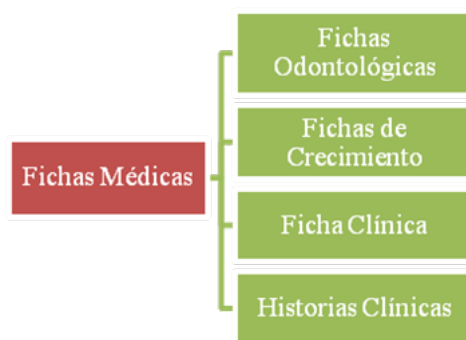 Fichas Médicas
Fichas
Odontológicas
Fichas de
Crecimiento
Ficha Clínica
Historias Clínicas